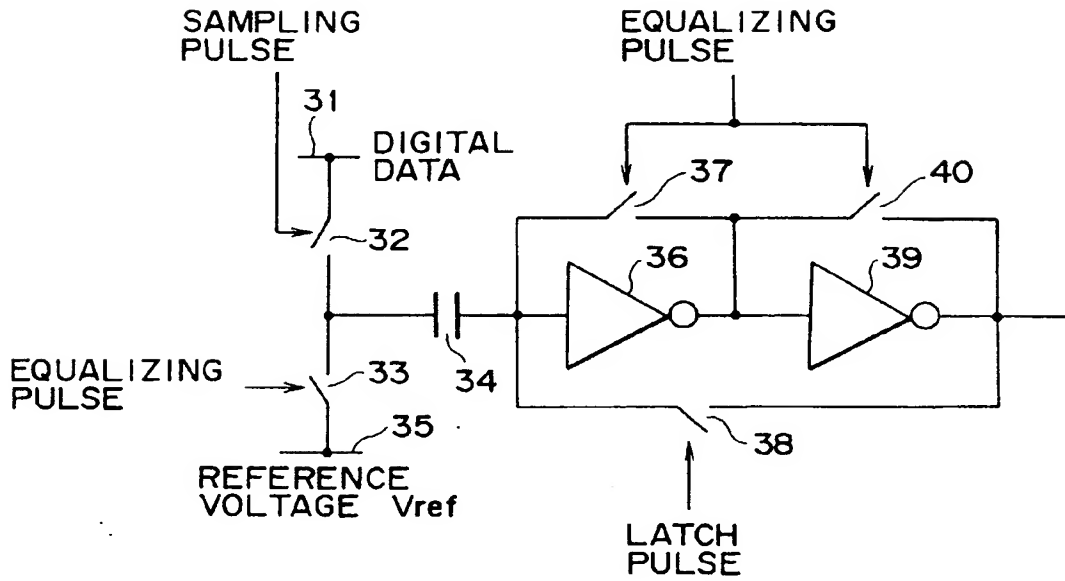 SAMPLING
PULSE
EQUALIZING
PULSE
31
DIGITAL
DATA
37
40
32
36
39
EQUALIZING
PULSE
33
34
35
38
REFERENCE
VOLTAGE Vref
LATCH
PULSE